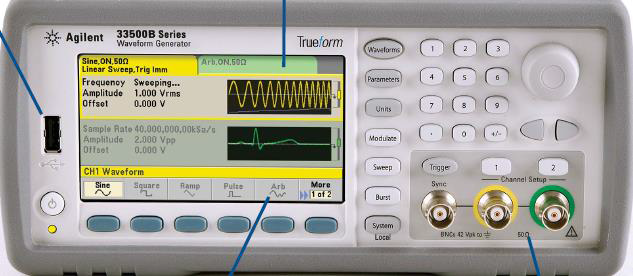 Agilent
33500B Series
Waveform Generator
Trueform
Sine,ON,50Ω
Linear Sweep,Trig Imm
Arb,ON,50Ω
Frequency Sweeping...
Amplitude 1.000 Vrms
Offset 0.000 V
Sample Rate 40.000,000,00kSa/s
Amplitude 2.000 Vpp
Offset 0.000 V
CH1 Waveform
Sine
Square
Ramp
Pulse
Arb
More
1 of 2
Waveforms
Parameters
Units
Modulate
Sweep
Burst
System
Local
1 2 3
4 5 6
7 8 9
. 0 +/-
Trigger
1
2
Channel Setup
Sync
BNCs 42 Vpk to
50Ω